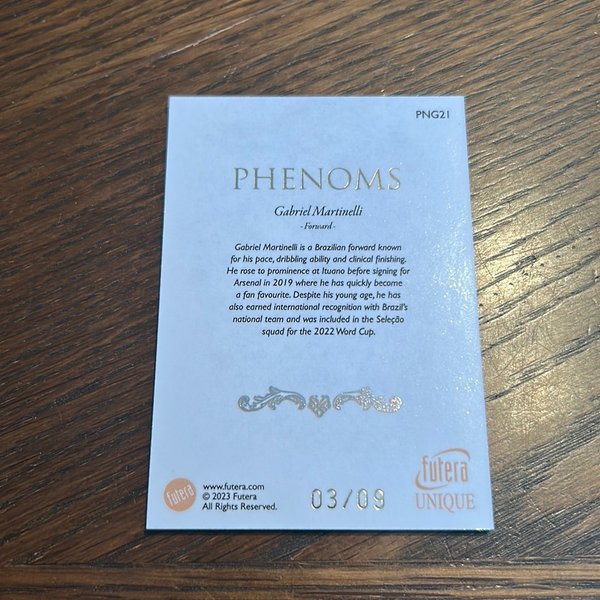 PNG21
PHENOMS
Gabriel Martinelli
- Forward -
Gabriel Martinelli is a Brazilian forward known
for his pace, dribbling ability and clinical finishing.
He rose to prominence at Ituano before signing for
Arsenal in 2019 where he has quickly become
a fan favourite. Despite his young age, he has
also earned international recognition with Brazil's
national team and was included in the Seleção
squad for the 2022 Word Cup.
futera
www.futera.com
© 2023 Futera
All Rights Reserved.
03/09
futera
UNIQUE